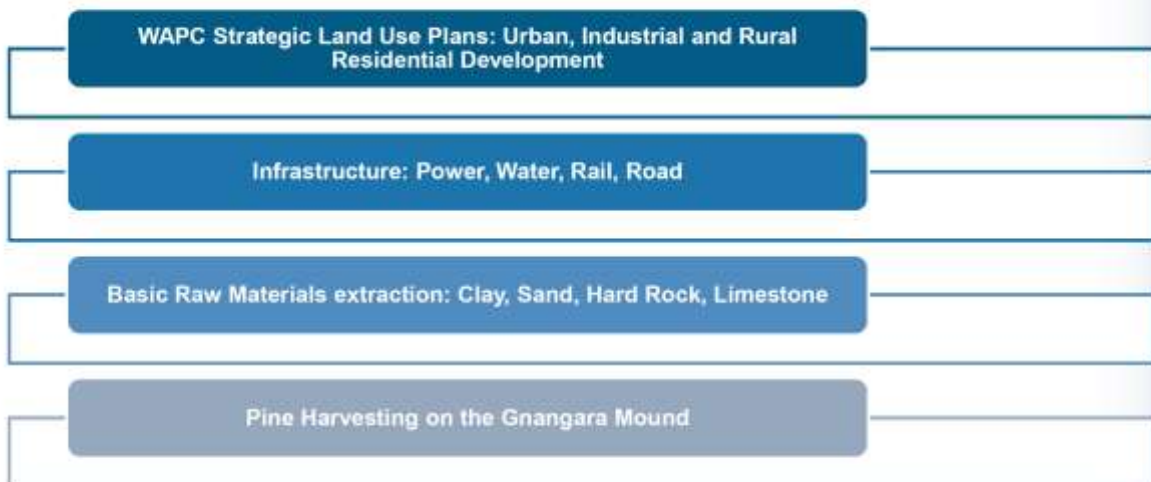 WAPC Strategic Land Use Plans: Urban, Industrial and Rural
Residential Development
Infrastructure: Power, Water, Rail, Road
Basic Raw Materials extraction: Clay, Sand, Hard Rock, Limestone
Pine Harvesting on the Gnangara Mound